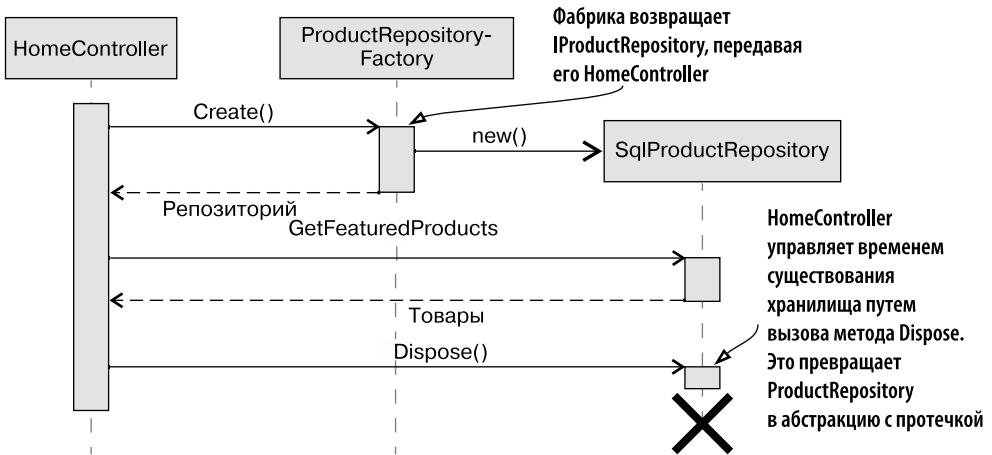 Фабрика возвращает
IProductRepository, передавая
его HomeController
HomeController
ProductRepository-
Factory
Create()
new()
SqlProductRepository
Репозиторий
GetFeaturedProducts
HomeController
управляет временем
существования
хранилища путем
вызова метода Dispose.
Это превращает
ProductRepository
в абстракцию с протечкой
Товары
Dispose()